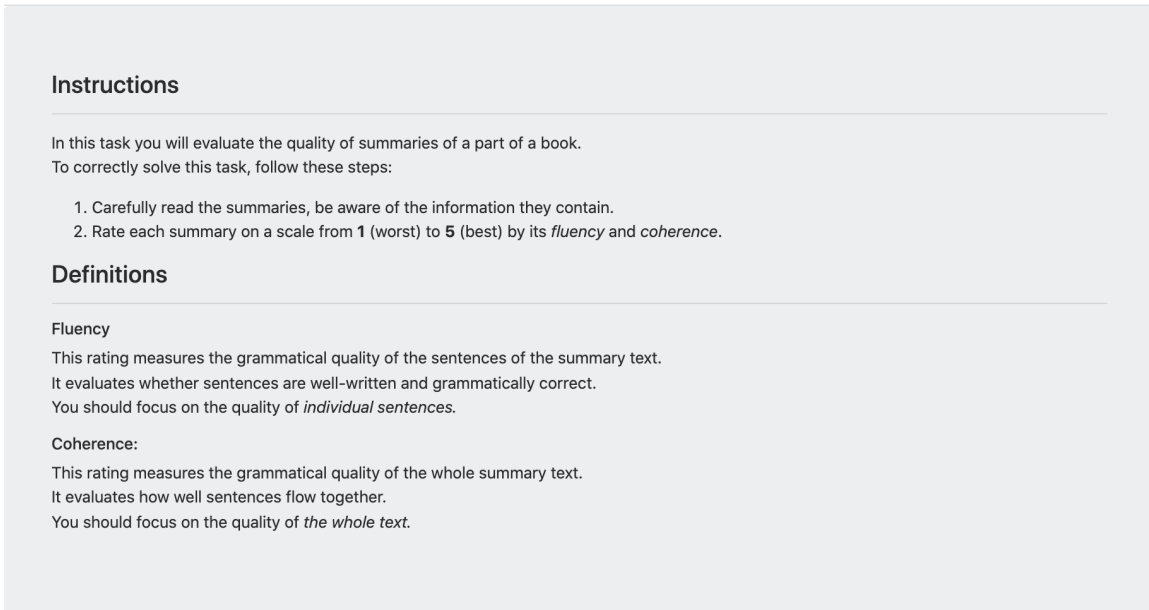 Instructions
In this task you will evaluate the quality of summaries of a part of a book.
To correctly solve this task, follow these steps:
1. Carefully read the summaries, be aware of the information they contain.
2. Rate each summary on a scale from 1 (worst) to 5 (best) by its fluency and coherence.
Definitions
Fluency
This rating measures the grammatical quality of the sentences of the summary text.
It evaluates whether sentences are well-written and grammatically correct.
You should focus on the quality of individual sentences.
Coherence:
This rating measures the grammatical quality of the whole summary text.
It evaluates how well sentences flow together.
You should focus on the quality of the whole text.